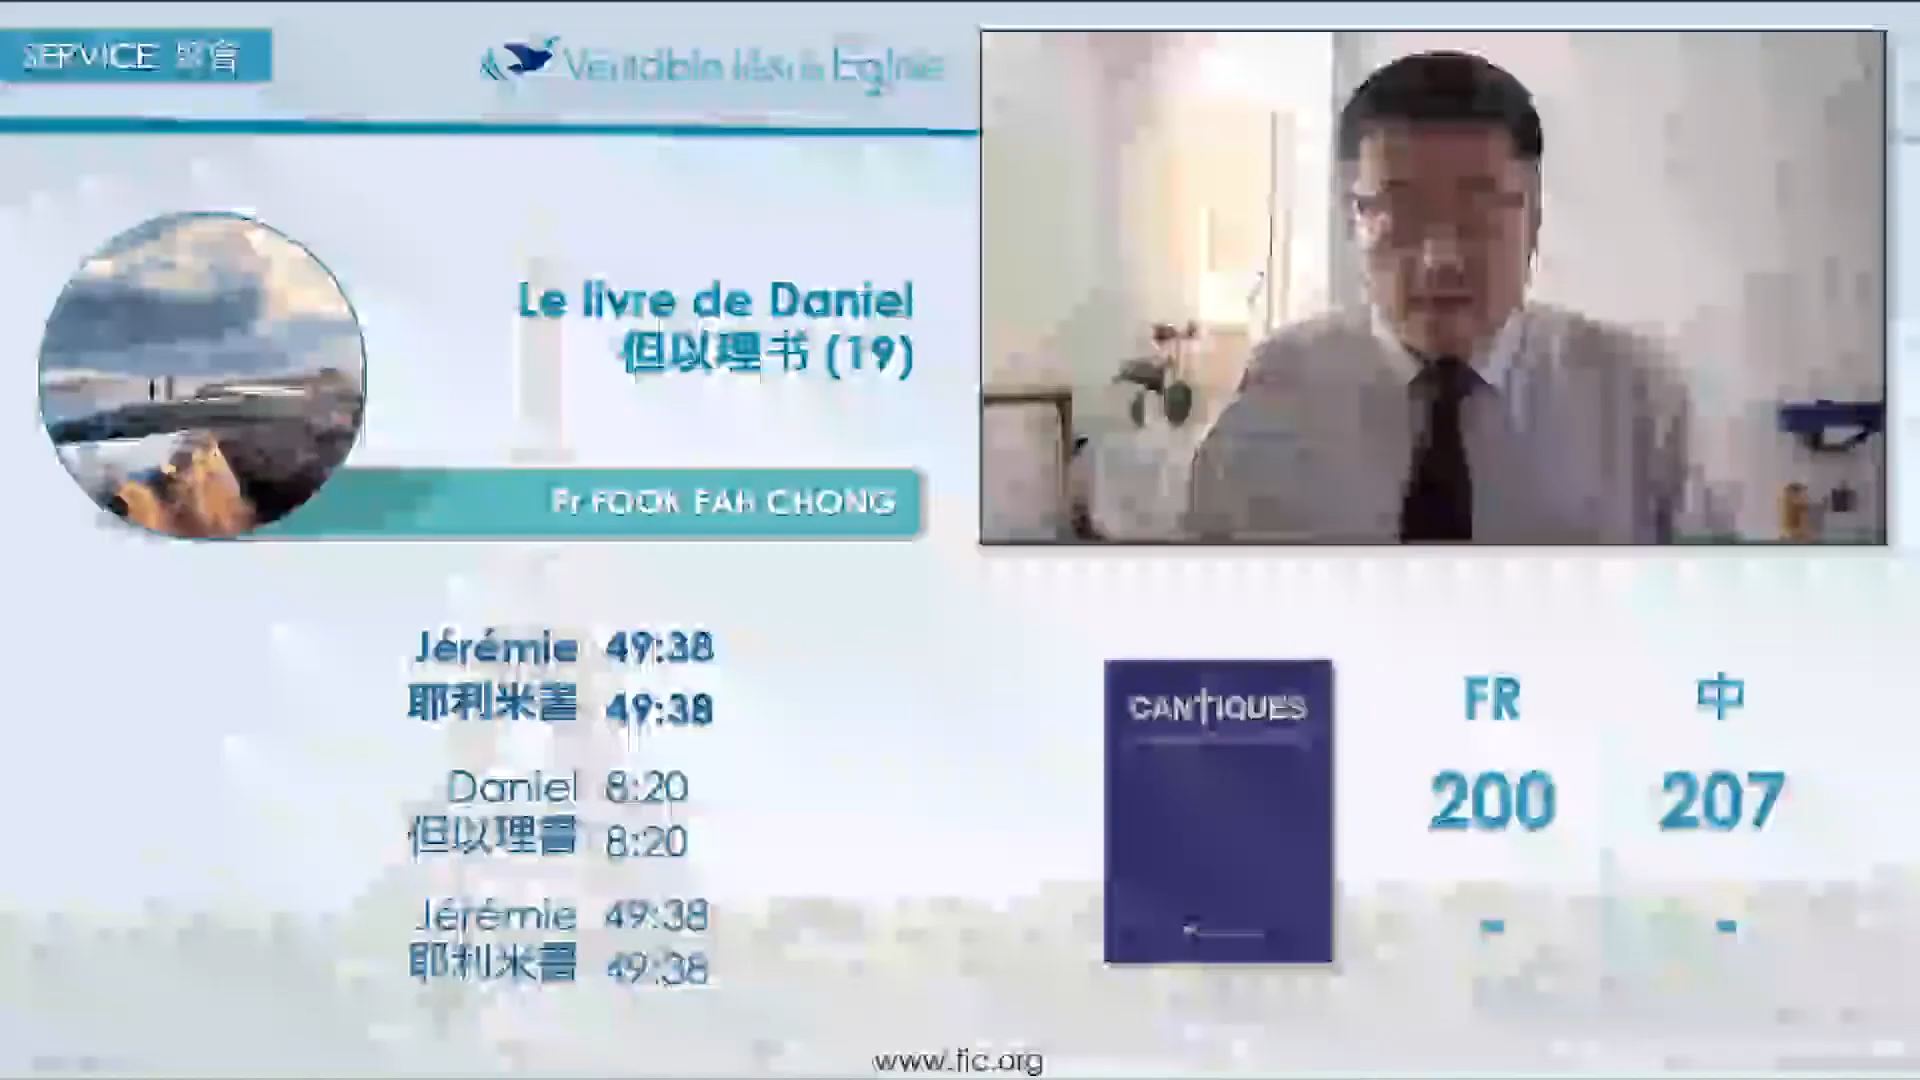 SERVICE 聚會
Le livre de Daniel
但以理书 (19)
Fr FOOK FAH CHONG
Jérémie 49:38
耶利米書 49:38
Daniel 8:20
但以理書 8:20
Jérémie 49:38
耶利米書 49:38
CANTIQUES
FR 中
200 207
- -
www.tjc.org